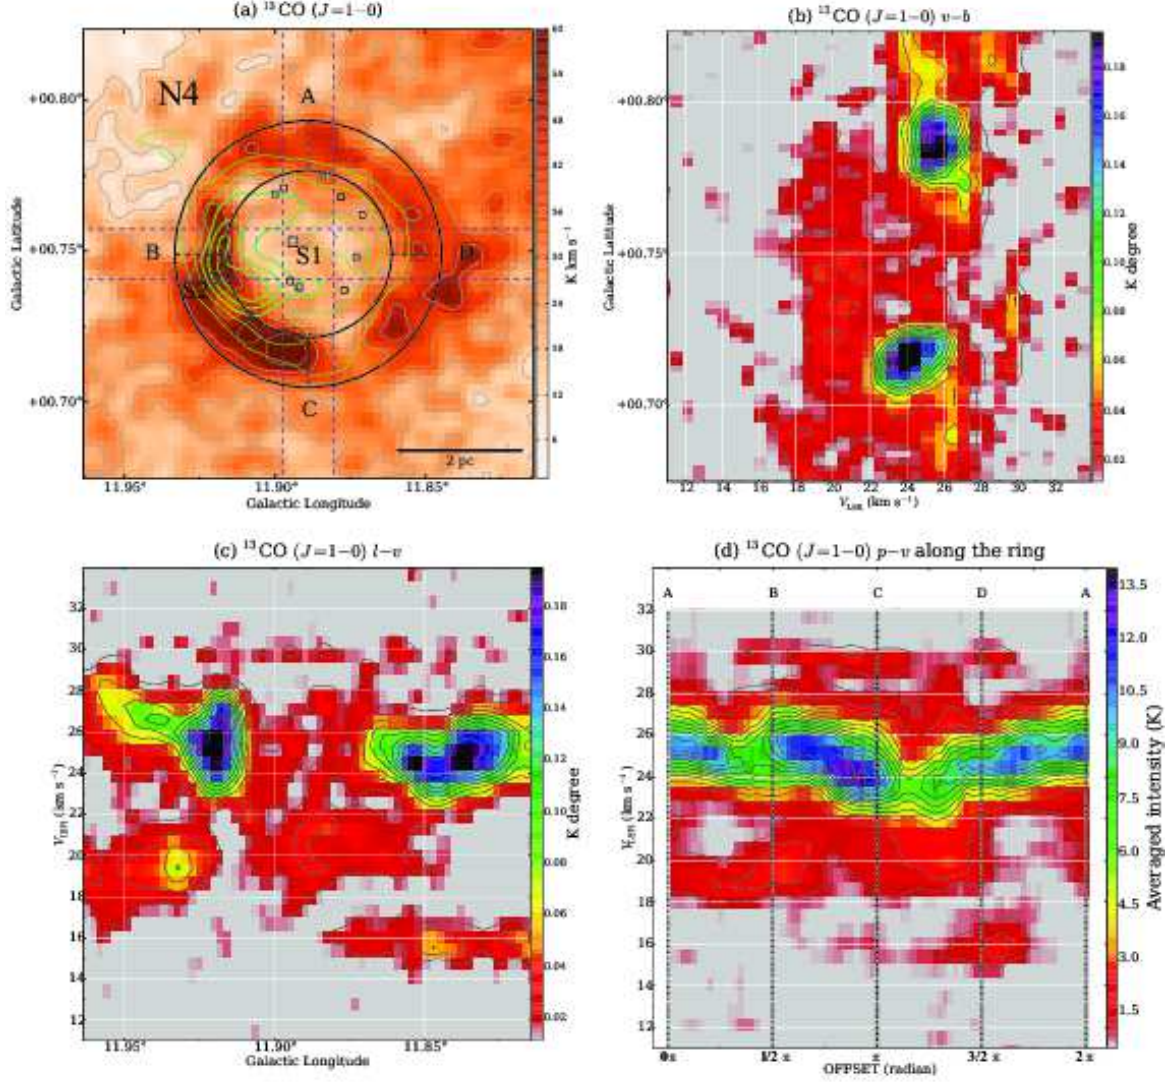 (a) ¹³CO (J=1−0)
N4
A
B
S1
D
C
2 pc
+00.80°
+00.75°
+00.70°
Galactic Latitude
11.95° 11.90° 11.85°
Galactic Longitude
K km s⁻¹
(b) ¹³CO (J=1−0) v−b
+00.80°
+00.75°
+00.70°
Galactic Latitude
12 14 16 18 20 22 24 26 28 30 32
V_LSR (km s⁻¹)
0.18
0.16
0.14
0.12
0.10
0.08
0.06
0.04
0.02
K degree
(c) ¹³CO (J=1−0) l−v
32
30
28
26
24
22
20
18
16
14
12
V_LSR (km s⁻¹)
11.95° 11.90° 11.85°
Galactic Longitude
0.18
0.16
0.14
0.12
0.10
0.08
0.06
0.04
0.02
K degree
(d) ¹³CO (J=1−0) p−v along the ring
A B C D A
32
30
28
26
24
22
20
18
16
14
12
V_LSR (km s⁻¹)
0π 1/2 π π 3/2 π 2 π
OFFSET (radian)
13.5
12.0
10.5
9.0
7.5
6.0
4.5
3.0
1.5
Averaged intensity (K)